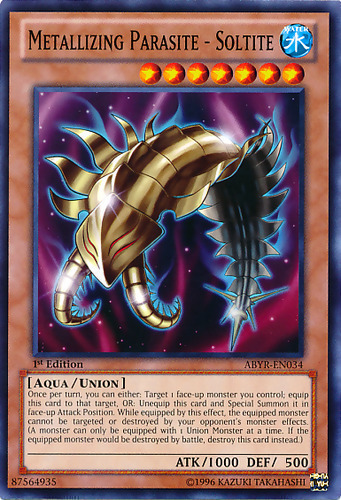 METALLIZING PARASITE - SOLTITE
WATER
水
1st Edition
ABYR-EN034
[AQUA/UNION]
Once per turn, you can either: Target 1 face-up monster you control; equip
this card to that target, OR: Unequip this card and Special Summon it in
face-up Attack Position. While equipped by this effect, the equipped monster
cannot be targeted or destroyed by your opponent's monster effects.
(A monster can only be equipped with 1 Union Monster at a time. If the
equipped monster would be destroyed by battle, destroy this card instead.)
ATK/1000 DEF/ 500
87564935
©1996 KAZUKI TAKAHASHI